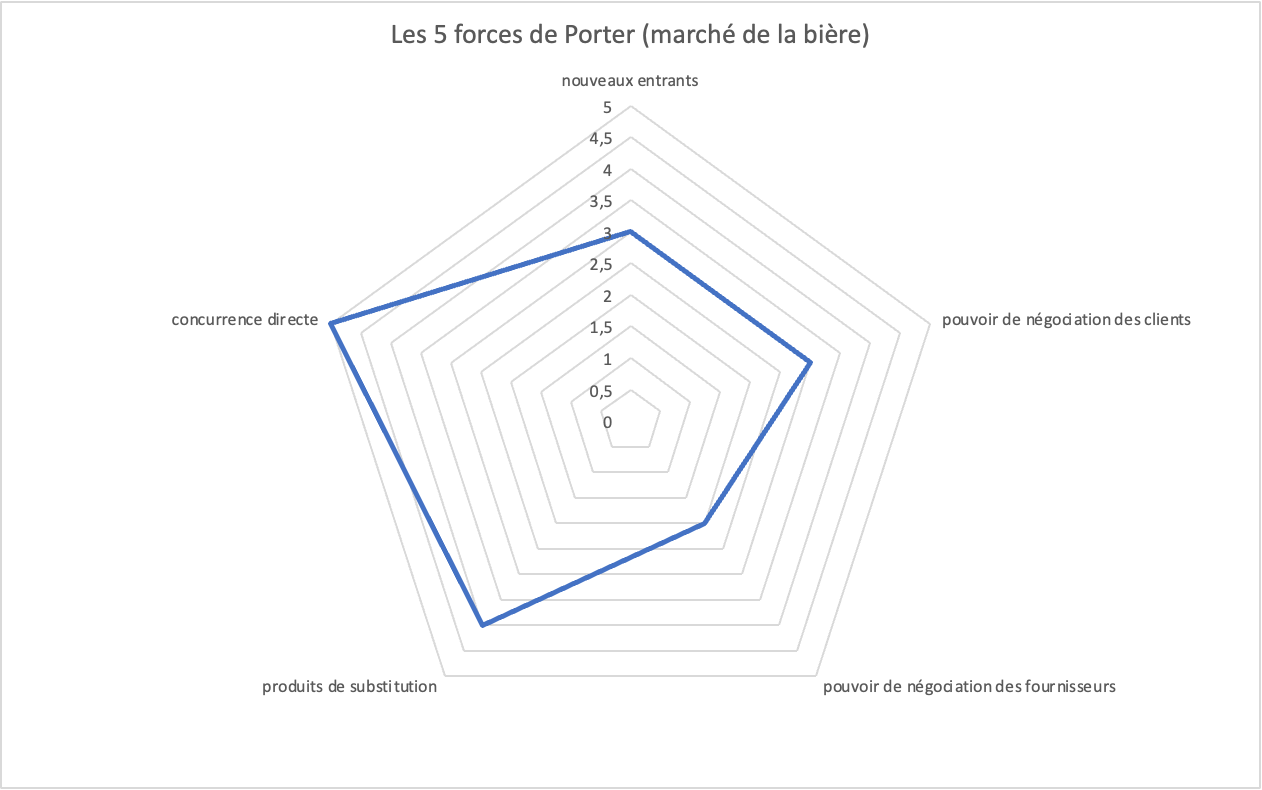 Les 5 forces de Porter (marché de la bière)
nouveaux entrants
5
4,5
4
3,5
3
2,5
2
1,5
1
0,5
0
concurrence directe
pouvoir de négociation des clients
produits de substitution
pouvoir de négociation des fournisseurs